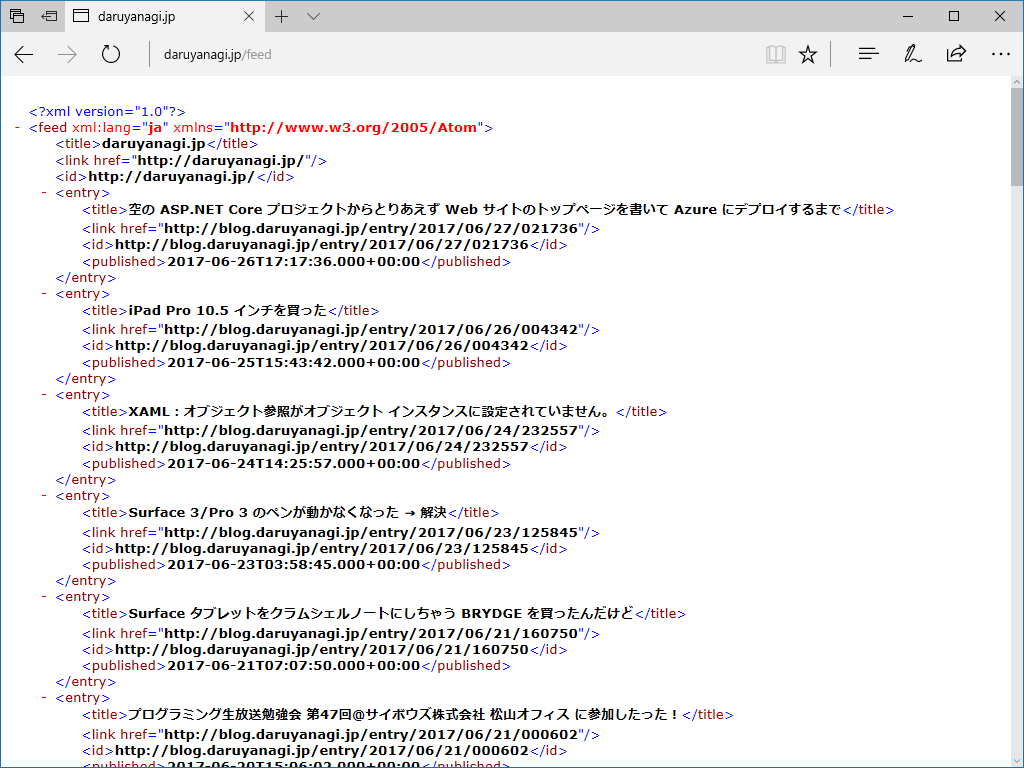 daruyanagi.jp
daruyanagi.jp/feed
<?xml version="1.0"?>
- <feed xml:lang="ja" xmlns="http://www.w3.org/2005/Atom">
<title>daruyanagi.jp</title>
<link href="http://daruyanagi.jp/"/>
<id>http://daruyanagi.jp/</id>
- <entry>
<title>空の ASP.NET Core プロジェクトからとりあえず Web サイトのトップページを書いて Azure にデプロイするまで</title>
<link href="http://blog.daruyanagi.jp/entry/2017/06/27/021736"/>
<id>http://blog.daruyanagi.jp/entry/2017/06/27/021736</id>
<published>2017-06-26T17:17:36.000+00:00</published>
</entry>
- <entry>
<title>iPad Pro 10.5 インチを買った</title>
<link href="http://blog.daruyanagi.jp/entry/2017/06/26/004342"/>
<id>http://blog.daruyanagi.jp/entry/2017/06/26/004342</id>
<published>2017-06-25T15:43:42.000+00:00</published>
</entry>
- <entry>
<title>XAML：オブジェクト参照がオブジェクト インスタンスに設定されていません。</title>
<link href="http://blog.daruyanagi.jp/entry/2017/06/24/232557"/>
<id>http://blog.daruyanagi.jp/entry/2017/06/24/232557</id>
<published>2017-06-24T14:25:57.000+00:00</published>
</entry>
- <entry>
<title>Surface 3/Pro 3 のペンが動かなくなった → 解決</title>
<link href="http://blog.daruyanagi.jp/entry/2017/06/23/125845"/>
<id>http://blog.daruyanagi.jp/entry/2017/06/23/125845</id>
<published>2017-06-23T03:58:45.000+00:00</published>
</entry>
- <entry>
<title>Surface タブレットをクラムシェルノートにしちゃう BRYDGE を買ったんだけど</title>
<link href="http://blog.daruyanagi.jp/entry/2017/06/21/160750"/>
<id>http://blog.daruyanagi.jp/entry/2017/06/21/160750</id>
<published>2017-06-21T07:07:50.000+00:00</published>
</entry>
- <entry>
<title>プログラミング生放送勉強会 第47回@サイボウズ株式会社 松山オフィス に参加したった！</title>
<link href="http://blog.daruyanagi.jp/entry/2017/06/21/000602"/>
<id>http://blog.daruyanagi.jp/entry/2017/06/21/000602</id>
<published>2017-06-20T15:06:02.000+00:00</published>